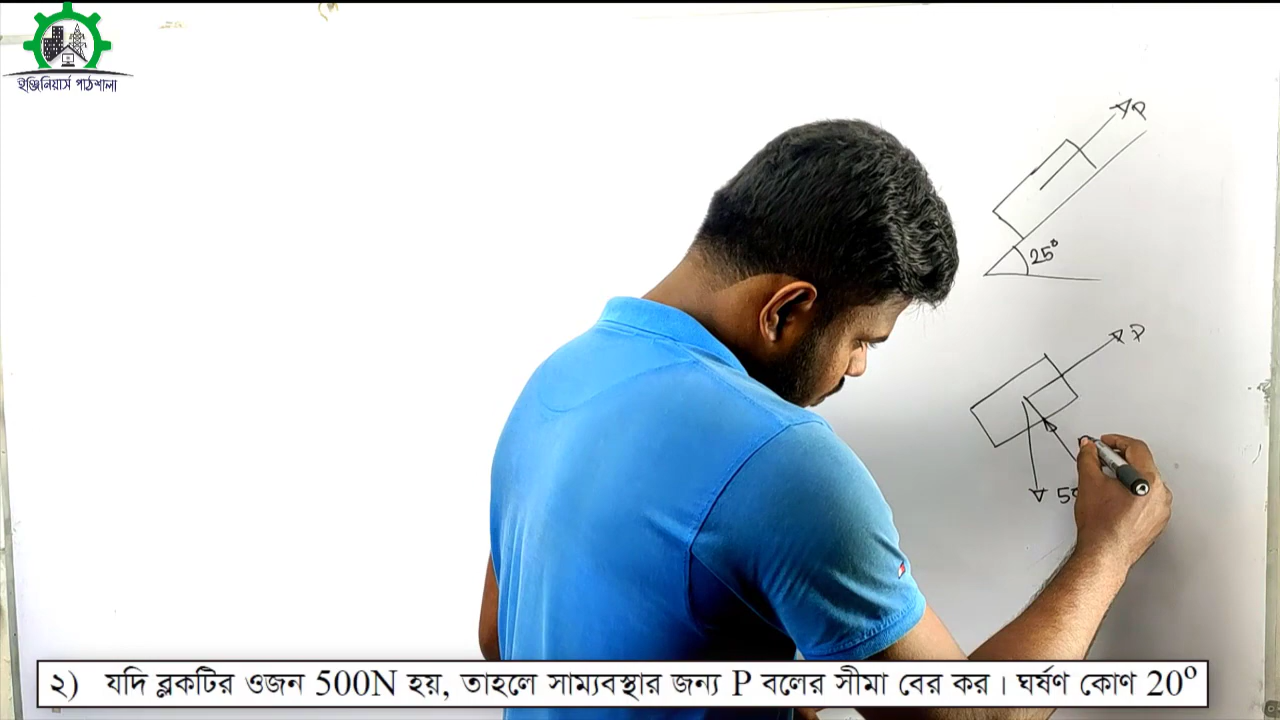 ইঞ্জিনিয়ার্স পাঠশালা
P
25°
P
২) যদি ব্লকটির ওজন 500N হয়, তাহলে সাম্যবস্থার জন্য P বলের সীমা বের কর। ঘর্ষণ কোণ 20°